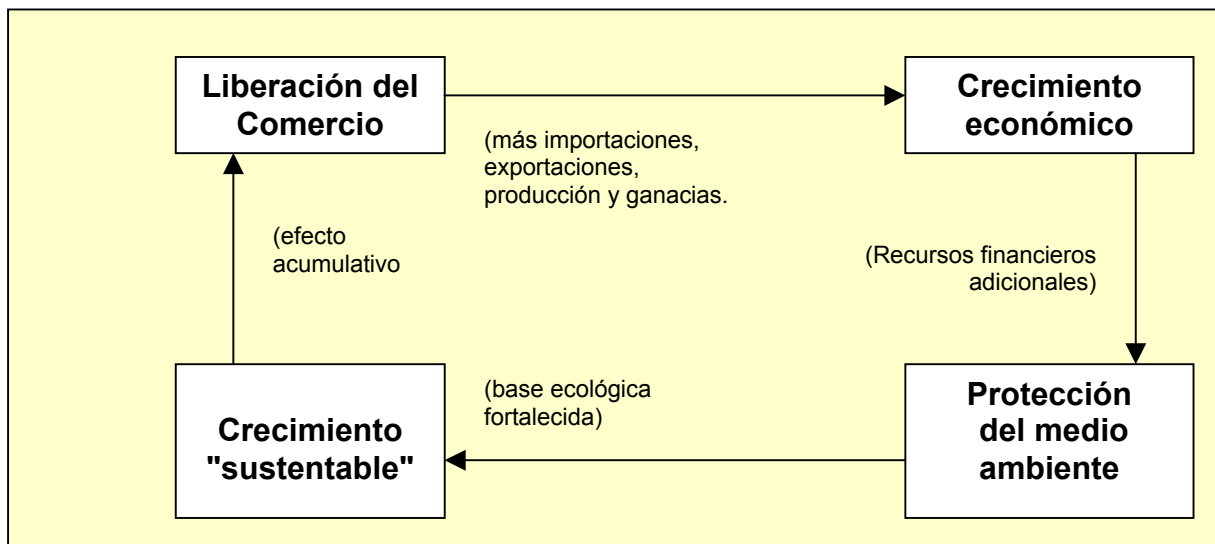 Liberación del
Comercio
(más importaciones,
exportaciones,
producción y ganacias.
Crecimiento
económico
(efecto
acumulativo
(Recursos financieros
adicionales)
Crecimiento
"sustentable"
(base ecológica
fortalecida)
Protección
del medio
ambiente